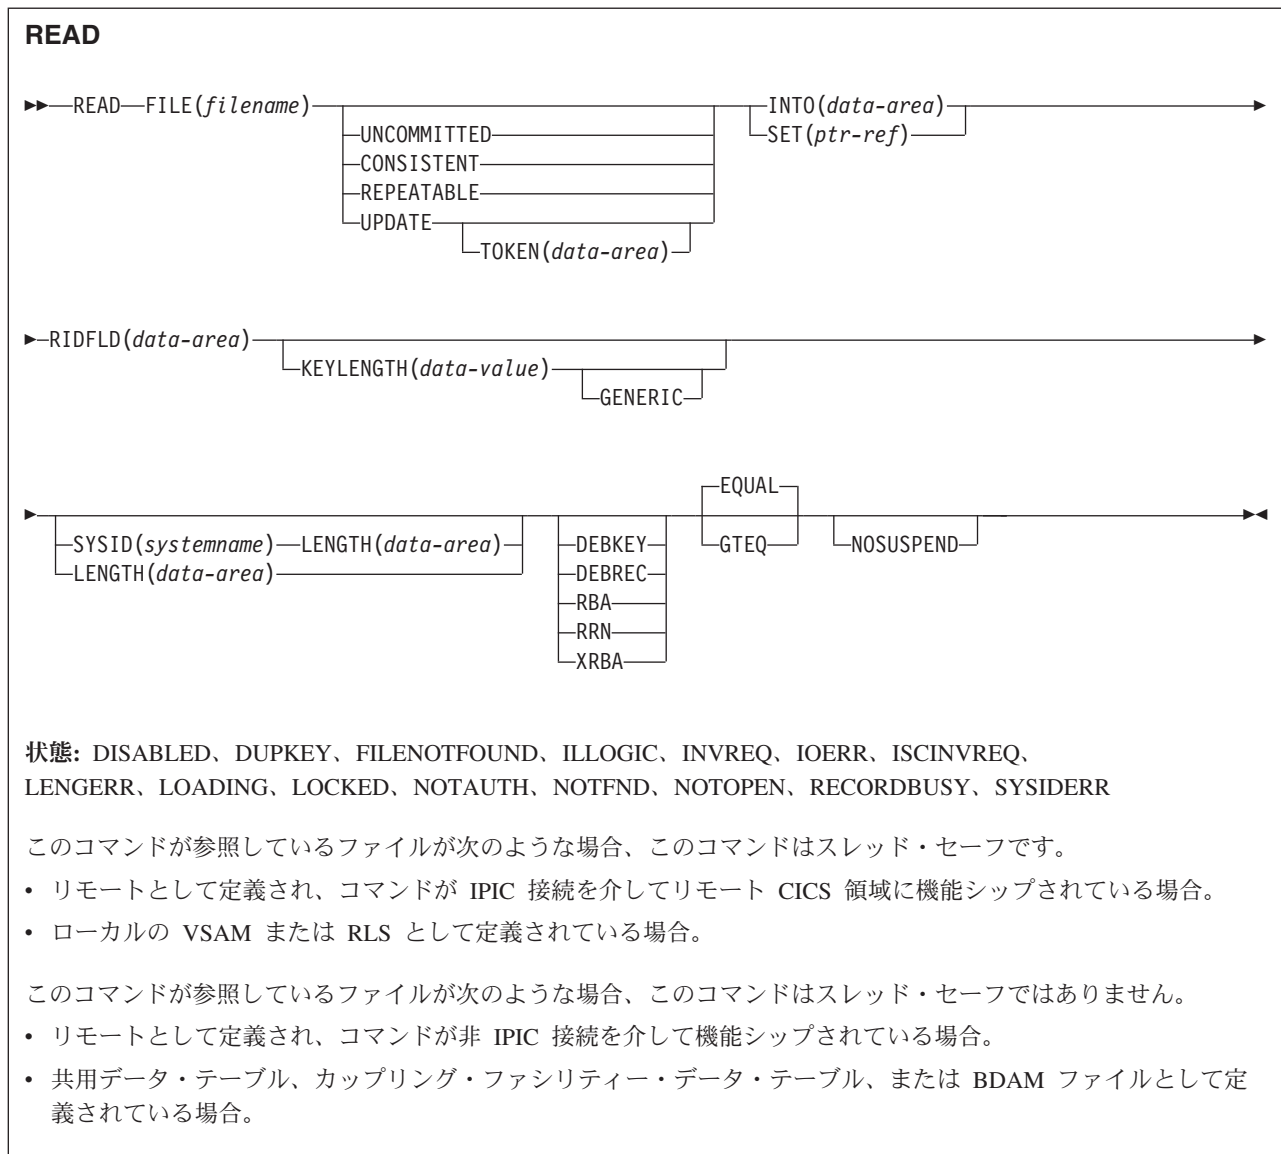 READ
READ FILE(filename) INTO(data-area)
UNCOMMITTED SET(ptr-ref)
CONSISTENT
REPEATABLE
UPDATE
TOKEN(data-area)
RIDFLD(data-area)
KEYLENGTH(data-value)
GENERIC
EQUAL
SYSID(systemname) LENGTH(data-area) DEBKEY GTEQ NOSUSPEND
LENGTH(data-area) DEBREC
RBA
RRN
XRBA
状態: DISABLED、DUPKEY、FILENOTFOUND、ILLOGIC、INVREQ、IOERR、ISCINVREQ、
LENGERR、LOADING、LOCKED、NOTAUTH、NOTFND、NOTOPEN、RECORDBUSY、SYSIDERR
このコマンドが参照しているファイルが次のような場合、このコマンドはスレッド・セーフです。
• リモートとして定義され、コマンドが IPIC 接続を介してリモート CICS 領域に機能シップされている場合。
• ローカルの VSAM または RLS として定義されている場合。
このコマンドが参照しているファイルが次のような場合、このコマンドはスレッド・セーフではありません。
• リモートとして定義され、コマンドが非 IPIC 接続を介して機能シップされている場合。
• 共用データ・テーブル、カップリング・ファシリティー・データ・テーブル、または BDAM ファイルとして定
義されている場合。